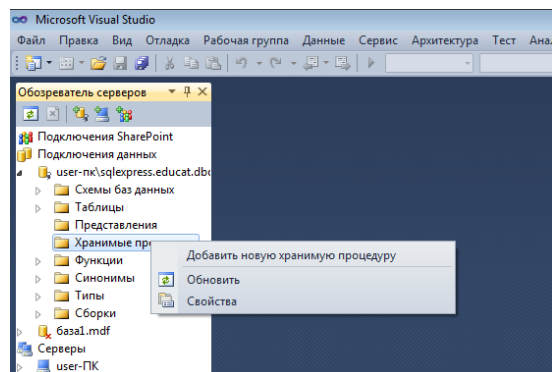 Microsoft Visual Studio
Файл Правка Вид Отладка Рабочая группа Данные Сервис Архитектура Тест
Обозреватель серверов
Подключения SharePoint
Подключения данных
user-пк\sqlexpress.educat.dbo
Схемы баз данных
Таблицы
Представления
Хранимые
Добавить новую хранимую процедуру
Функции
Обновить
Синонимы
Типы
Свойства
Сборки
база1.mdf
Серверы
user-ПК